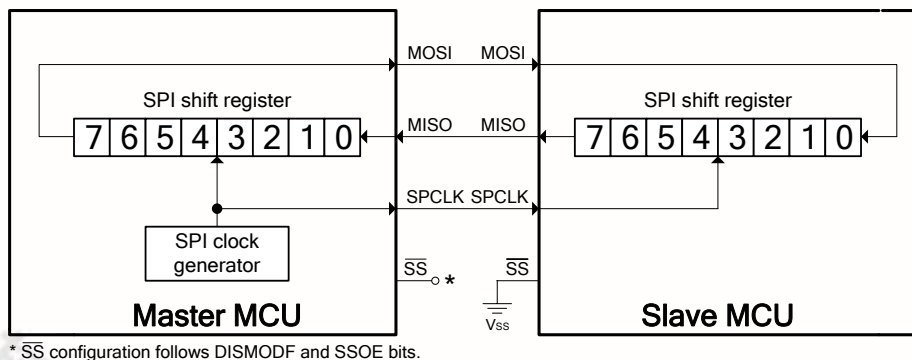 MOSI MOSI
SPI shift register SPI shift register
7 6 5 4 3 2 1 0 MISO MISO 7 6 5 4 3 2 1 0
SPCLK SPCLK
SPI clock
generator
SS * SS
Vss
Master MCU Slave MCU
* SS configuration follows DISMODF and SSOE bits.